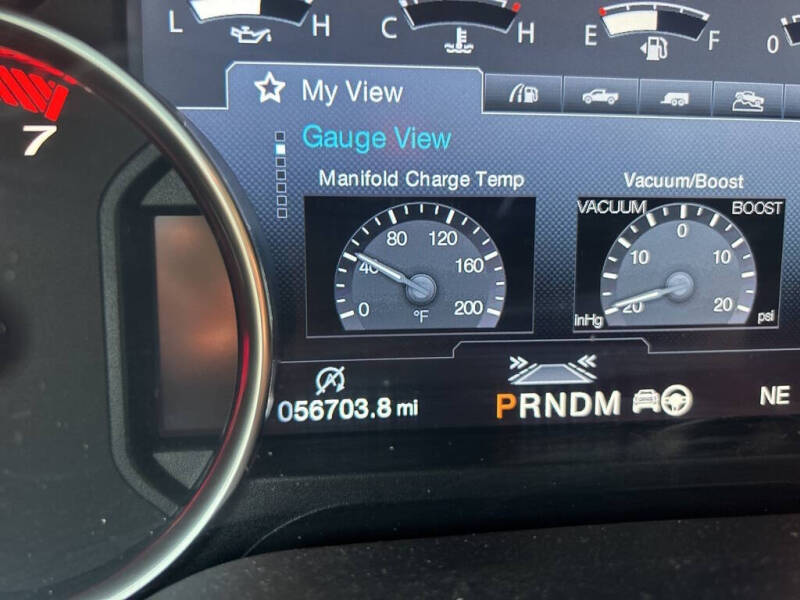 L H C H E F 0
My View
7
Gauge View
Manifold Charge Temp
Vacuum/Boost
VACUUM BOOST
80 120
0
40 160
10 10
0 200
20 20
°F
inHg psi
056703.8 mi
PRNDM
NE